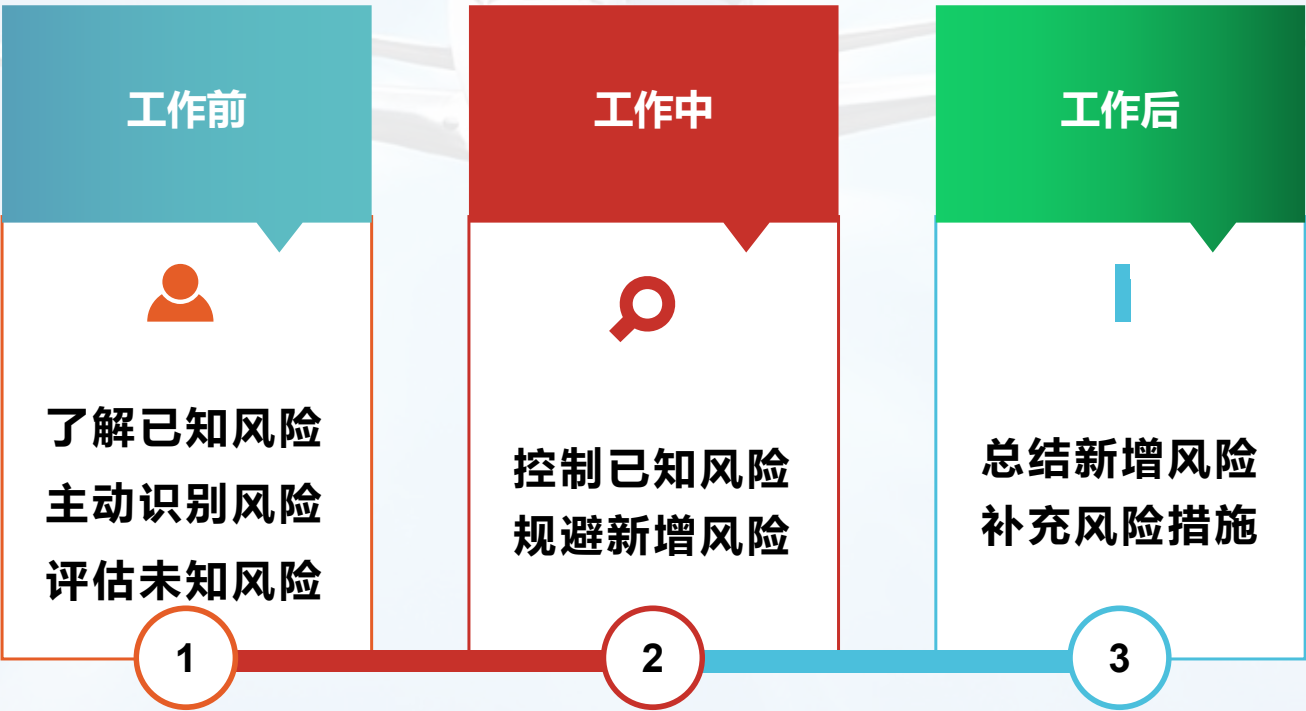 工作前
了解已知风险
主动识别风险
评估未知风险
1
工作中
控制已知风险
规避新增风险
2
工作后
总结新增风险
补充风险措施
3